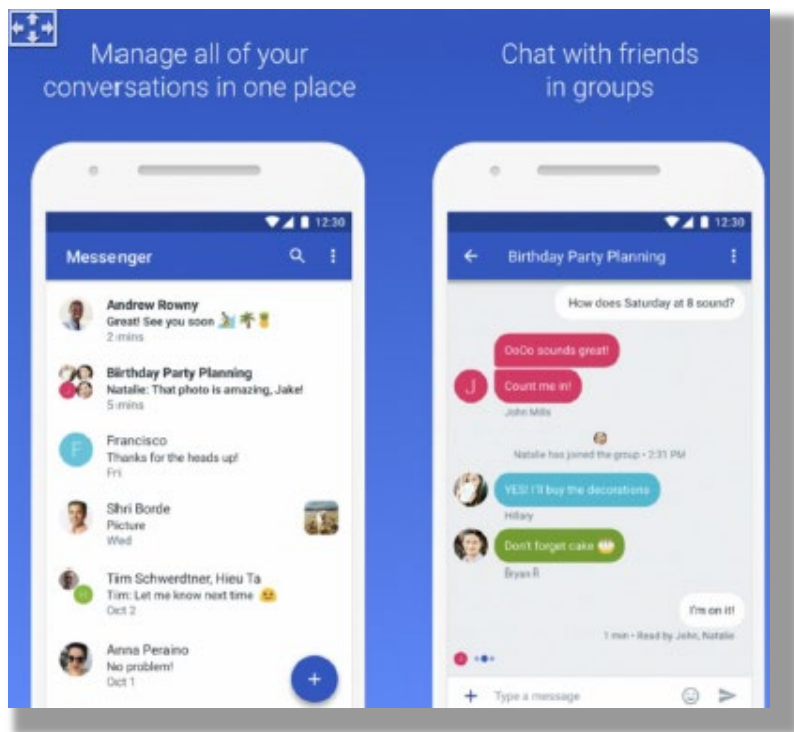 Manage all of your
conversations in one place
12:30
Messenger
Andrew Rowny
Great! See you soon
2 mins
Birthday Party Planning
Natalie: That photo is amazing, Jake!
5 mins
F
Francisco
Thanks for the heads up!
Fri
Shri Borde
Picture
Wed
Tim Schwerdtner, Hieu Ta
Tim: Let me know next time
Oct 2
Anna Peraino
No problem!
Oct 1
+
Chat with friends
in groups
12:30
Birthday Party Planning
How does Saturday at 8 sound?
OoOo sounds great!
J
Count me in!
John Mills
Natalie has joined the group • 2:31 PM
YES! I'll buy the decorations
Hillary
Don't forget cake
Bryan R
I'm on it!
1 min • Read by John, Natalie
J
+ Type a message